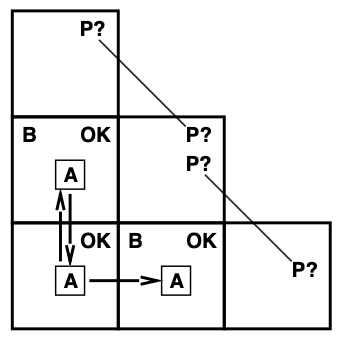 P?
B OK P?
A P?
OK B OK
A A P?